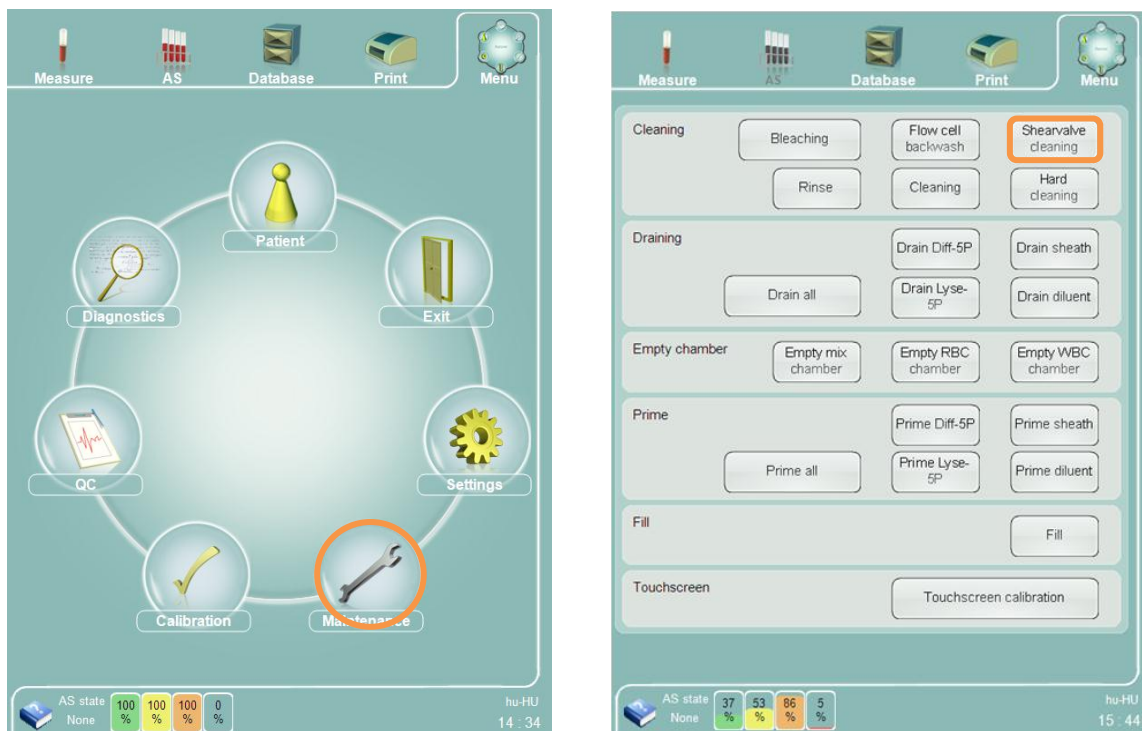 Measure
AS
Database
Print
Menu
Patient
Diagnostics
Exit
QC
Settings
Calibration
Maintenance
AS state
None
100
%
100
%
100
%
0
%
hu-HU
14 : 34
Measure
AS
Database
Print
Menu
Cleaning
Bleaching
Flow cell
backwash
Shearvalve
cleaning
Rinse
Cleaning
Hard
cleaning
Draining
Drain Diff-5P
Drain sheath
Drain all
Drain Lyse-
5P
Drain diluent
Empty chamber
Empty mix
chamber
Empty RBC
chamber
Empty WBC
chamber
Prime
Prime Diff-5P
Prime sheath
Prime all
Prime Lyse-
5P
Prime diluent
Fill
Fill
Touchscreen
Touchscreen calibration
AS state
None
37
%
53
%
86
%
5
%
hu-HU
15 : 44